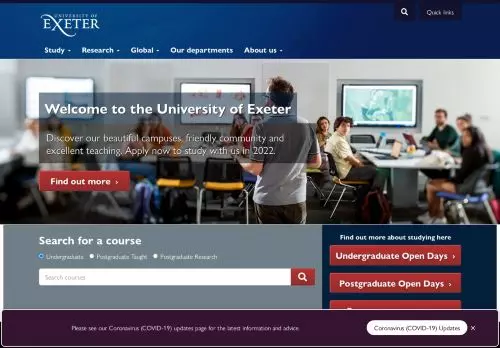 UNIVERSITY OF
EXETER
Quick links
Study
Research
Global
Our departments
About us
Welcome to the University of Exeter
Discover our beautiful campuses, friendly community and
excellent teaching. Apply now to study with us in 2022.
Find out more ›
Search for a course
Undergraduate Postgraduate Taught Postgraduate Research
Search courses
Find out more about studying here
Undergraduate Open Days ›
Postgraduate Open Days ›
Please see our Coronavirus (COVID-19) updates page for the latest information and advice.
Coronavirus (COVID-19) Updates
×